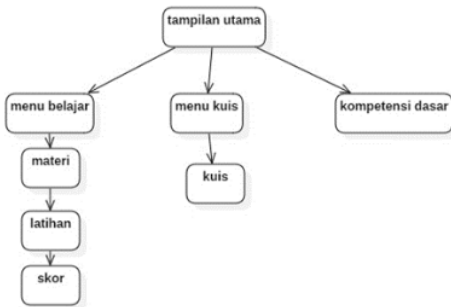 tampilan utama
menu belajar
menu kuis
kompetensi dasar
materi
kuis
latihan
skor